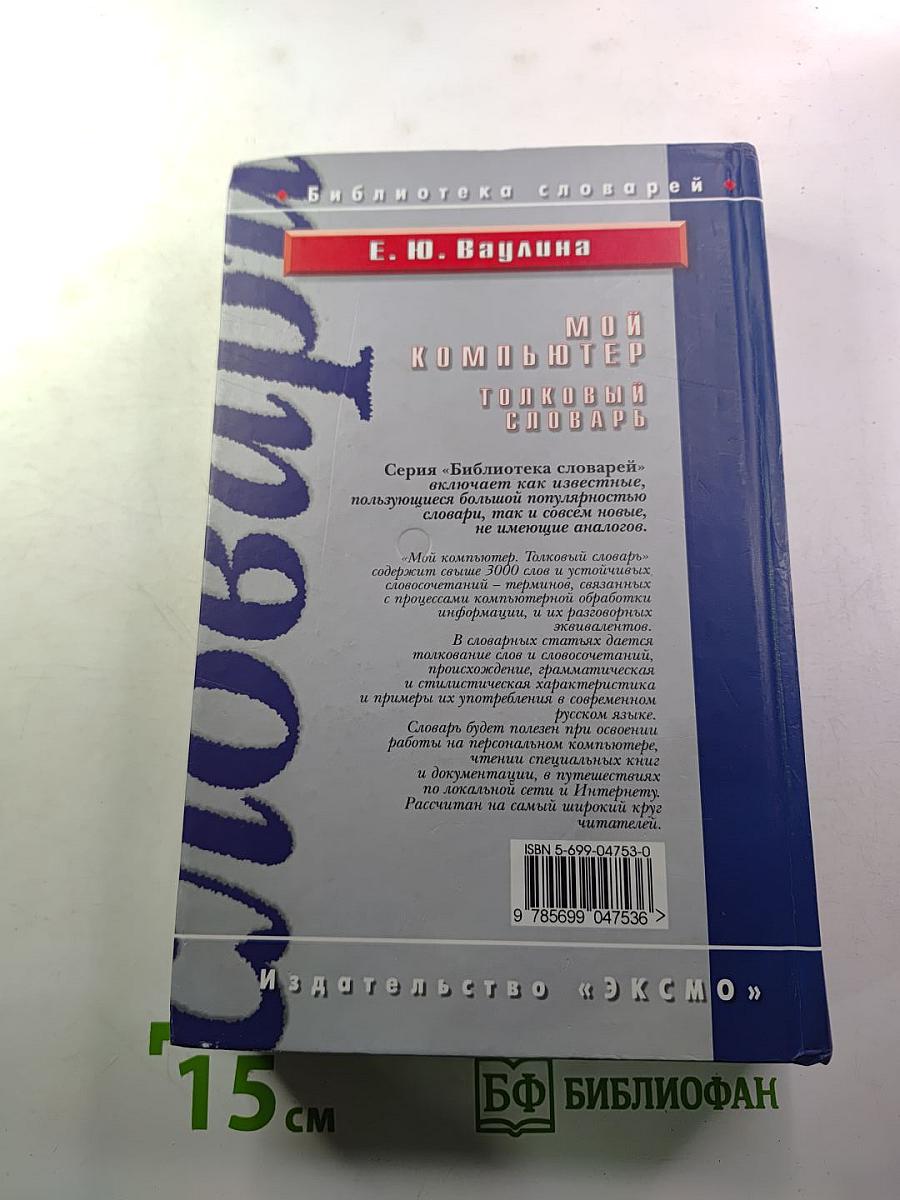 Библиотека словарей
Е. Ю. Ваулина
словари
МОЙ
КОМПЬЮТЕР
ТОЛКОВЫЙ
СЛОВАРЬ
Серия «Библиотека словарей»
включает как известные,
пользующиеся большой популярностью
словари, так и совсем новые,
не имеющие аналогов.
«Мой компьютер. Толковый словарь»
содержит свыше 3000 слов и устойчивых
словосочетаний – терминов, связанных
с процессами компьютерной обработки
информации, и их разговорных
эквивалентов.
В словарных статьях дается
толкование слов и словосочетаний,
происхождение, грамматическая
и стилистическая характеристика
и примеры их употребления в современном
русском языке.
Словарь будет полезен при освоении
работы на персональном компьютере,
чтении специальных книг
и документации, в путешествиях
по локальной сети и Интернету.
Рассчитан на самый широкий круг
читателей.
ISBN 5-699-04753-0
9 785699 047536 >
Издательство «ЭКСМО»
15 см
БФ БИБЛИОФАН